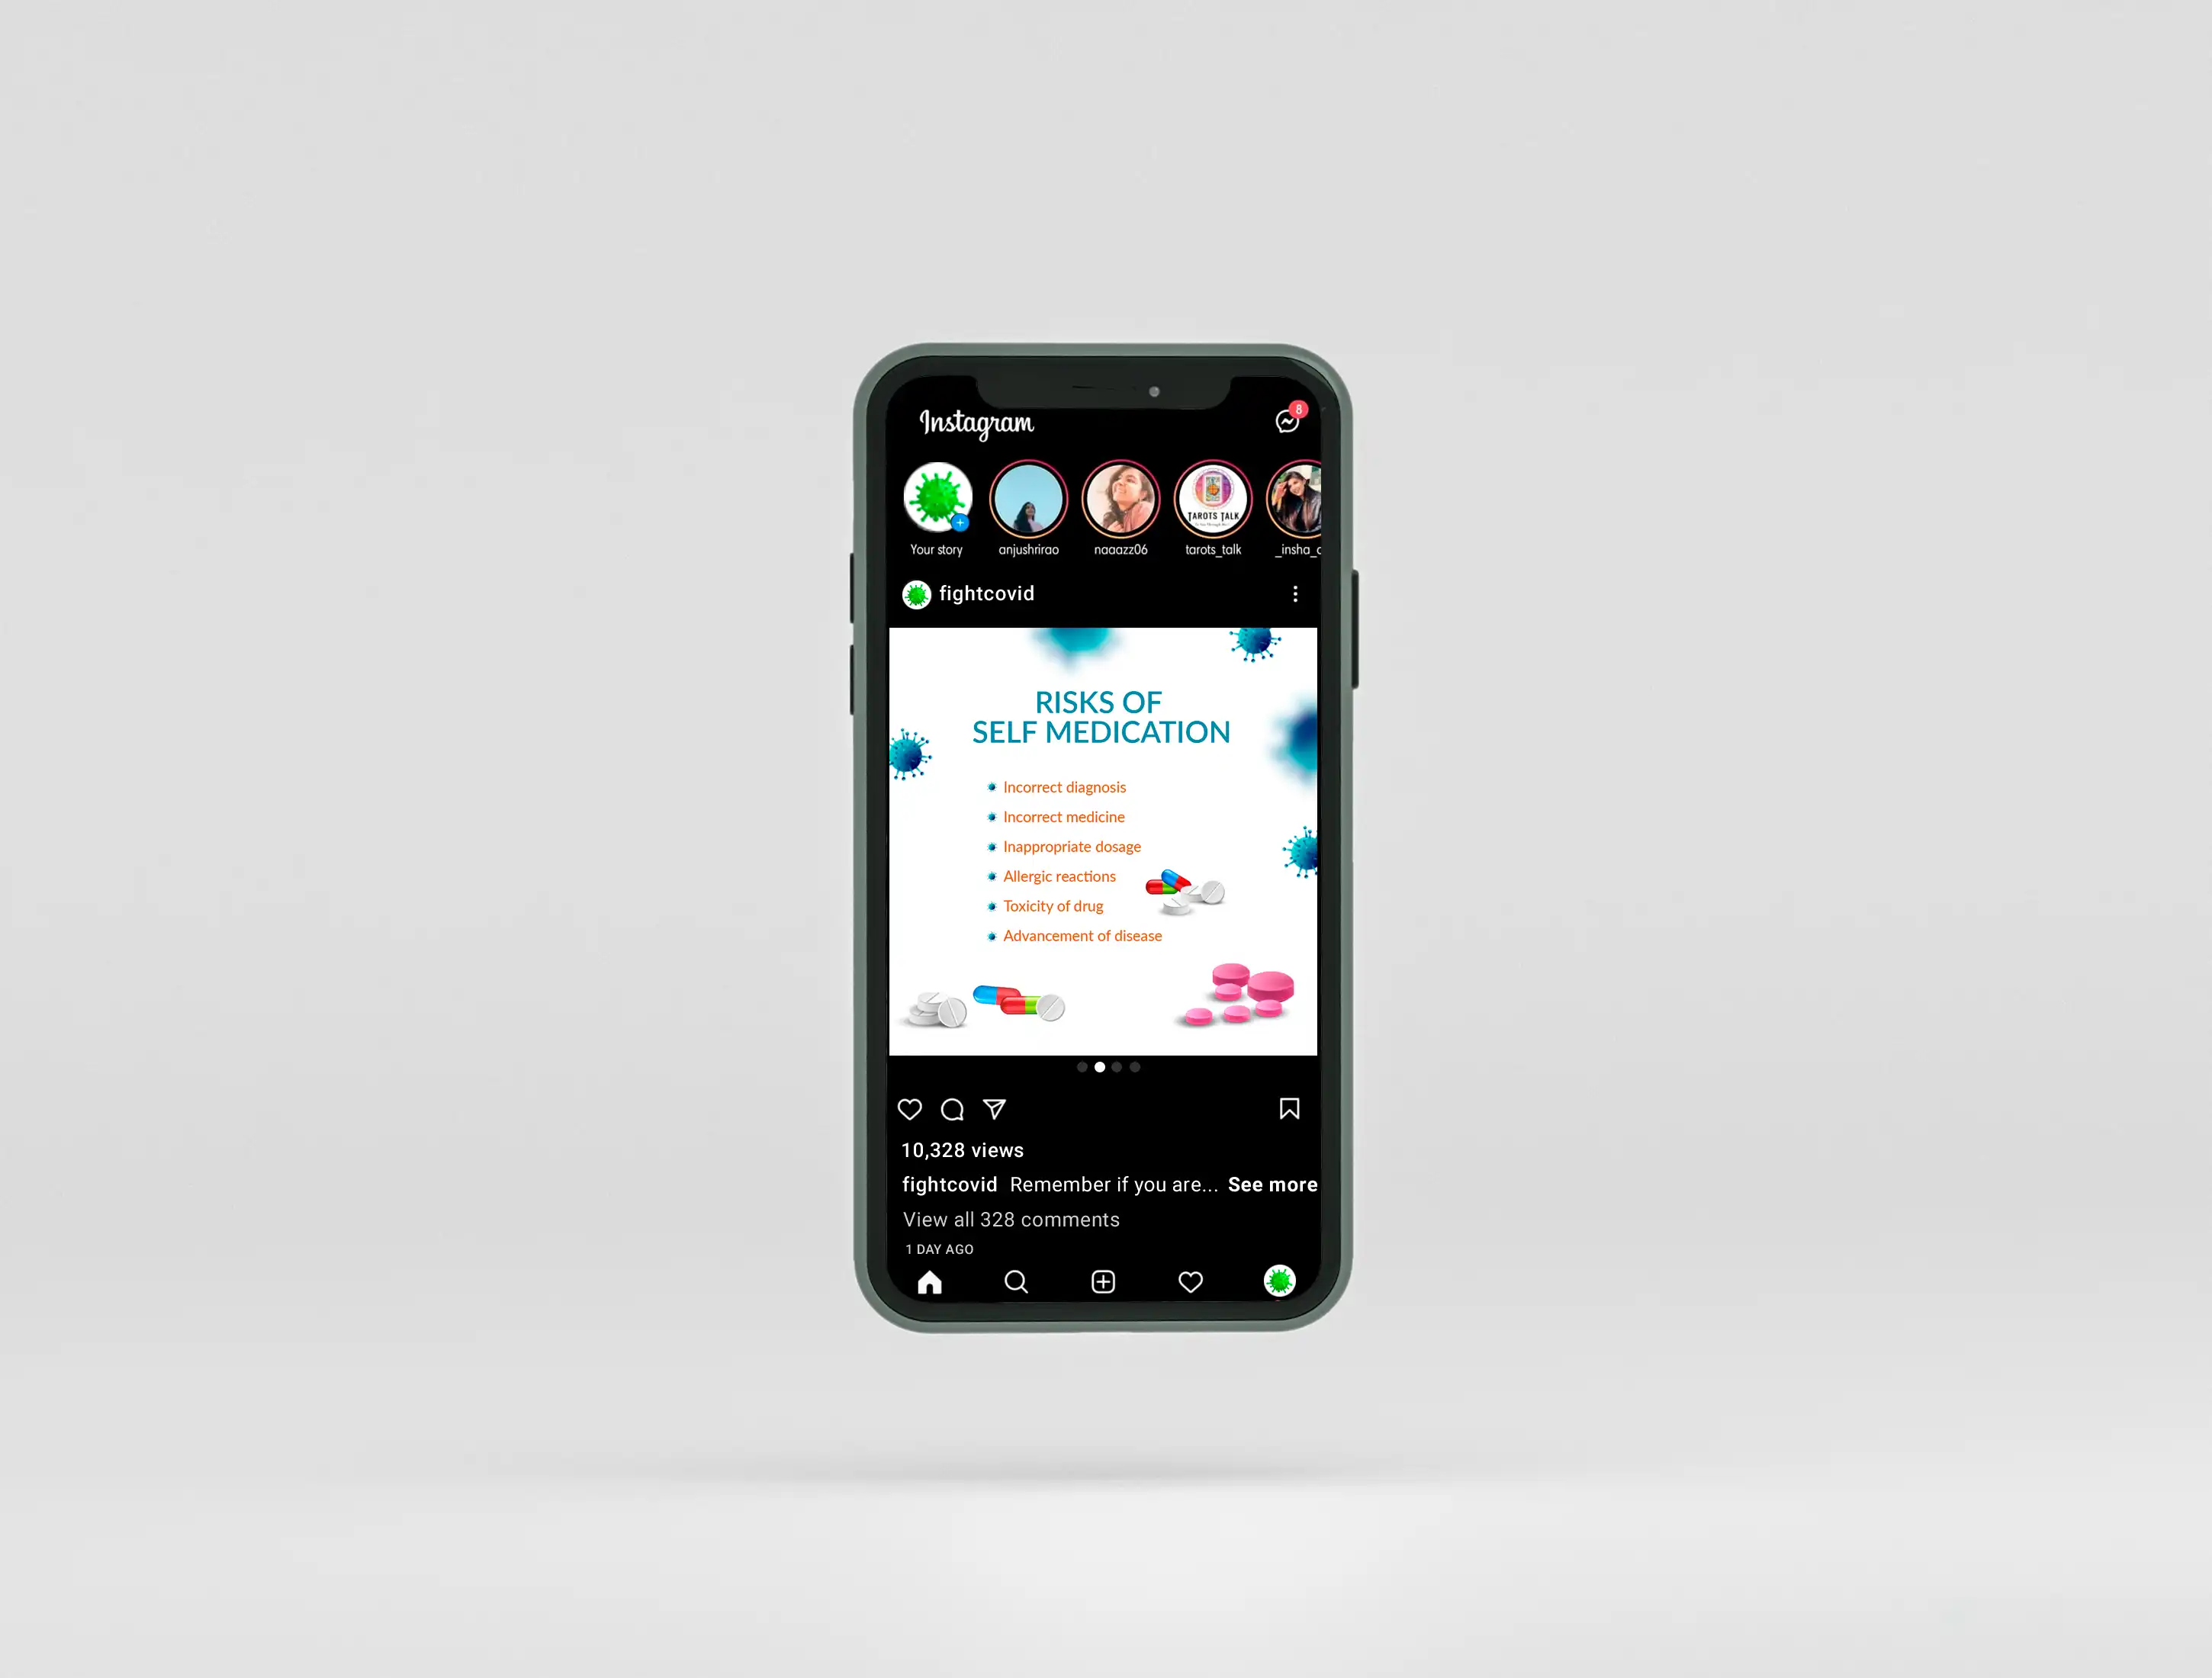 Instagram
8
TAROTS TALK
Your story
anjushrirao
naaazz06
tarots_talk
_insha_
fightcovid
RISKS OF
SELF MEDICATION
Incorrect diagnosis
Incorrect medicine
Inappropriate dosage
Allergic reactions
Toxicity of drug
Advancement of disease
10,328 views
fightcovid Remember if you are... See more
View all 328 comments
1 DAY AGO